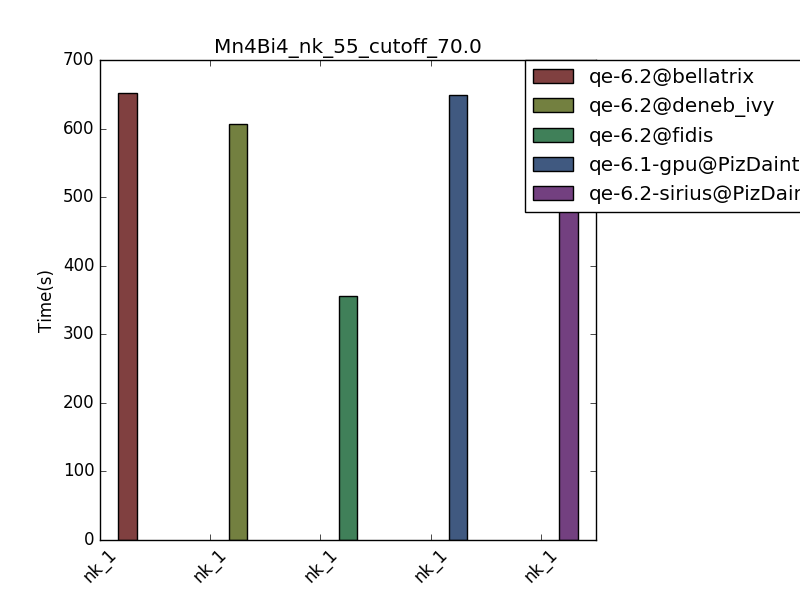 Mn4Bi4_nk_55_cutoff_70.0
700
600
500
400
300
200
100
0
Time(s)
qe-6.2@bellatrix
qe-6.2@deneb_ivy
qe-6.2@fidis
qe-6.1-gpu@PizDaint
qe-6.2-sirius@PizDain
nk_1
nk_1
nk_1
nk_1
nk_1